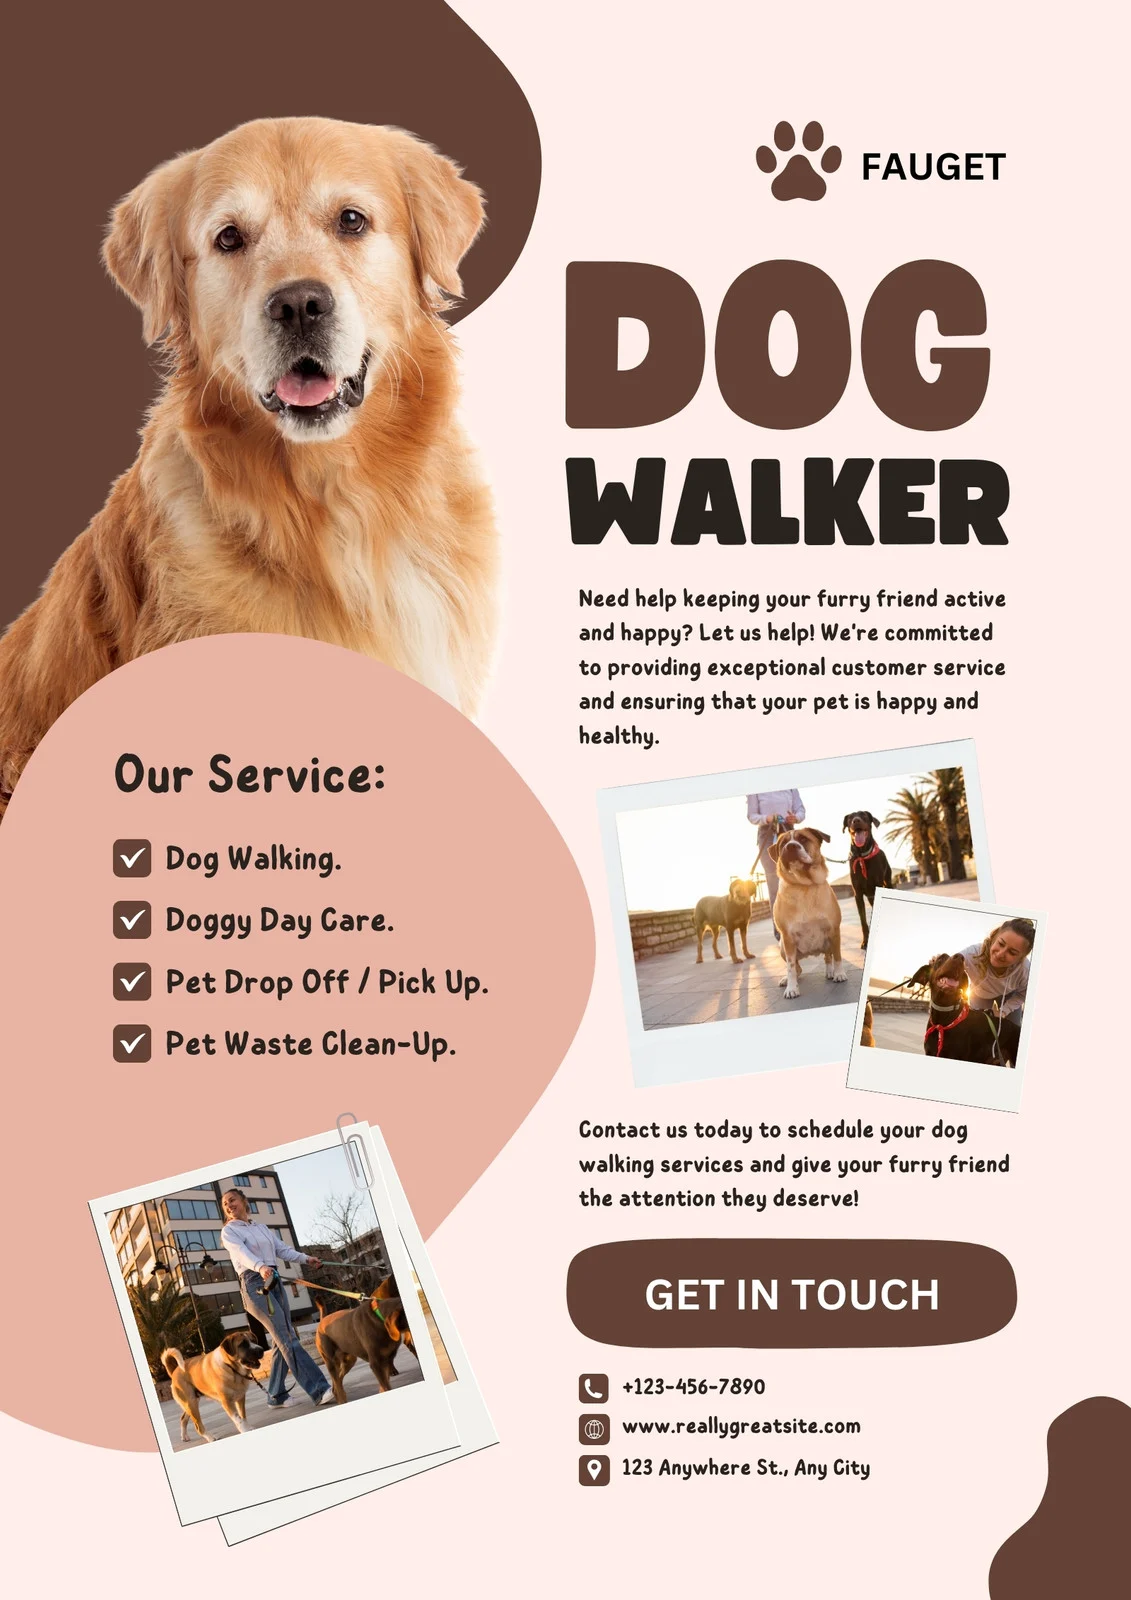 FAUGET
DOG
WALKER
Need help keeping your furry friend active
and happy? Let us help! We're committed
to providing exceptional customer service
and ensuring that your pet is happy and
healthy.
Our Service:
Dog Walking.
Doggy Day Care.
Pet Drop Off / Pick Up.
Pet Waste Clean-Up.
Contact us today to schedule your dog
walking services and give your furry friend
the attention they deserve!
GET IN TOUCH
+123-456-7890
www.reallygreatsite.com
123 Anywhere St., Any City